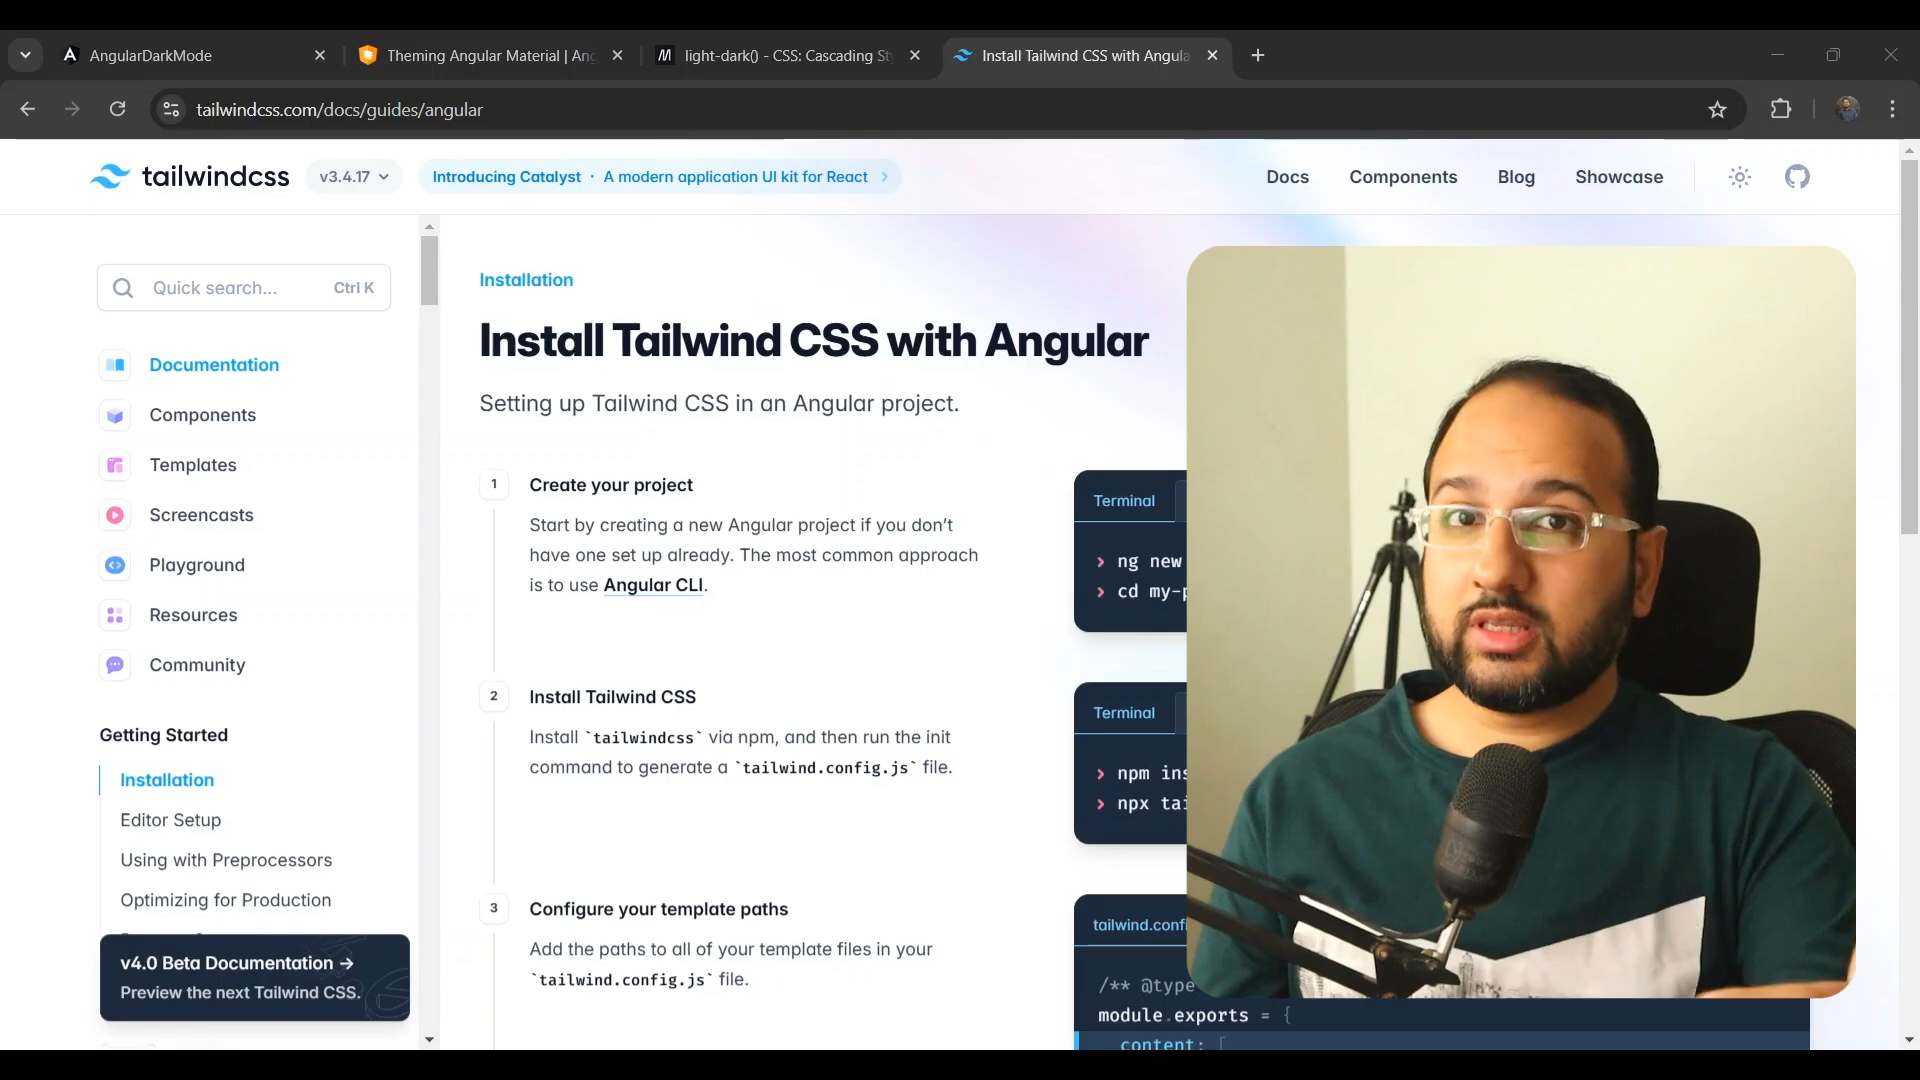 AngularDarkMode
Theming Angular Material | Ang
light-dark() - CSS: Cascading St
Install Tailwind CSS with Angula
tailwindcss.com/docs/guides/angular
tailwindcss
v3.4.17
Introducing Catalyst · A modern application UI kit for React
Docs
Components
Blog
Showcase
Quick search...
Ctrl K
Documentation
Components
Templates
Screencasts
Playground
Resources
Community
Getting Started
Installation
Editor Setup
Using with Preprocessors
Optimizing for Production
v4.0 Beta Documentation →
Preview the next Tailwind CSS.
Installation
Install Tailwind CSS with Angular
Setting up Tailwind CSS in an Angular project.
1
Create your project
Start by creating a new Angular project if you don’t
have one set up already. The most common approach
is to use Angular CLI.
Terminal
> ng new
> cd my-p
2
Install Tailwind CSS
Install `tailwindcss` via npm, and then run the init
command to generate a `tailwind.config.js` file.
Terminal
> npm ins
> npx tai
3
Configure your template paths
Add the paths to all of your template files in your
`tailwind.config.js` file.
tailwind.confi
/** @type
module.exports = {
content: [